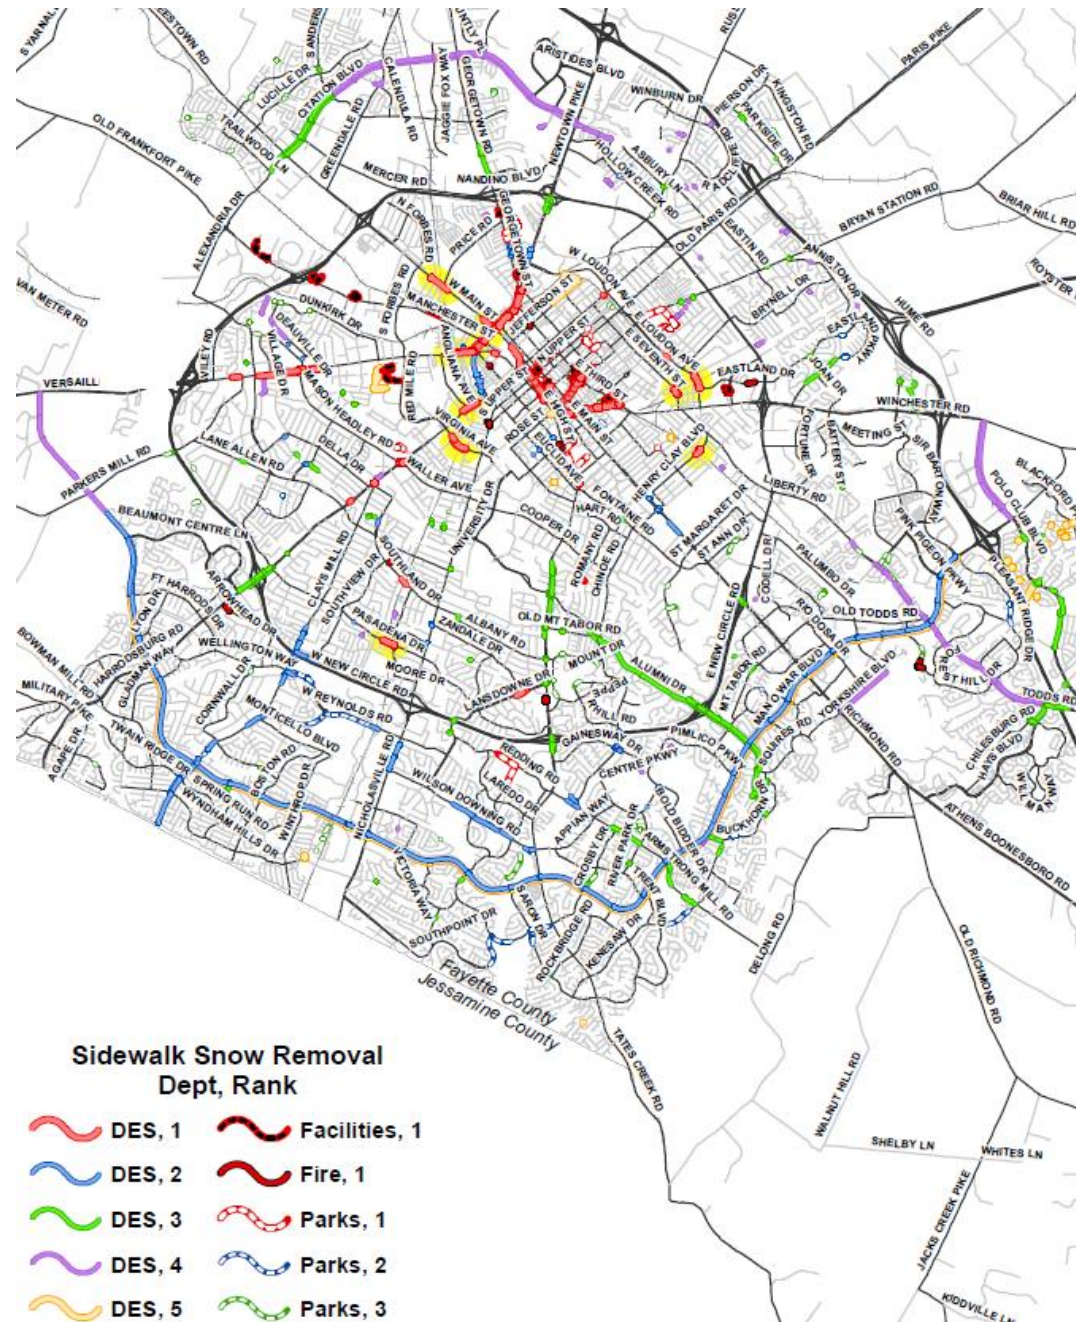 S YARNAL
EESTOWN RD
S ANDERS
UNTLY PL
ARISTIDES BLVD
RUS
PARIS PIKE
LUCILLE DR
CITATION BLVD
CALENDULA RD
JAGGIE FOX WAY
GEORGETOWN RD
NEWTOWN PIKE
WINBURN DR
PIERSON DR
KINGSTON RD
PARKSIDE DR
OLD FRANKFORT PIKE
TRAILWOOD LN
GREENDALE RD
MERCER RD
NANDINO BLVD
HOLLOW CREEK RD
ASBURY LN
RADCLIFFE RD
OLD PARIS RD
BRYAN STATION RD
BRIAR HILL RD
ALEXANDRIA DR
N FORBES RD
PRICE RD
GEORGETOWN ST
W LOUDON AVE
EASTIN RD
ANNISTON DR
ROYSTER
VAN METER RD
DUNKIRK DR
S FORBES RD
W MAIN ST
MANCHESTER ST
JEFFERSON ST
E LOUDON AVE
BRYNELL DR
EASTLAND PKWY
HUME RD
VILEY RD
DEAUVILLE DR
VILLAGE DR
RED MILE RD
ANGLIANA AVE
N UPPER ST
E SEVENTH ST
THIRD ST
EASTLAND DR
JOAN DR
VERSAILL
MASON HEADLEY RD
VIRGINIA AVE
S UPPER ST
E HIGH ST
E MAIN ST
ROSE ST
WINCHESTER RD
FORTUNE DR
BATTERY ST
MEETING ST
SIR BARTON WAY
LANE ALLEN RD
DELLA DR
WALLER AVE
EUCLID AVE
HENRY CLAY BLVD
FONTAINE RD
LIBERTY RD
BLACKFORD P
POLO CLUB BLVD
PARKERS MILL RD
UNIVERSITY DR
COOPER DR
HART RD
ST MARGARET DR
ST ANN DR
PINK PIGEON PKWY
BEAUMONT CENTRE LN
CLAYS MILL RD
SOUTHLAND DR
SOUTHVIEW DR
ROMANY RD
CHINOE RD
CODELL DR
PALUMBO DR
PLEASANT RIDGE DR
FT HARRODS DR
ARROWHEAD DR
LYON DR
PASADENA DR
ALBANY RD
ZANDALE DR
OLD MT TABOR RD
E NEW CIRCLE RD
RIO DOSA DR
OLD TODDS RD
BOWMAN MILL RD
HARRODSBURG RD
GLADMAN WAY
WELLINGTON WAY
MOORE DR
MOUNT DR
ALUMNI DR
MT TABOR RD
MAN O WAR BLVD
YORKSHIRE BLVD
FOREST HILL DR
MILITARY PIKE
CORNWALL DR
W NEW CIRCLE RD
LANSDOWNE DR
PEPPERHILL RD
RICHMOND RD
TODDS RD
AGAPE DR
TWAIN RIDGE DR
MONTICELLO BLVD
W REYNOLDS RD
GAINESWAY DR
PIMLICO PKWY
SQUIRES RD
CHILESBURG RD
HAYS BLVD
SPRING RUN RD
BOSTON RD
WINTHROP DR
NICHOLASVILLE RD
REDDING RD
LAREDO DR
CENTRE PKWY
WILLMAN WAY
WYNDHAM HILLS DR
WILSON DOWNING RD
APPIAN WAY
BOLD BIDDER DR
BUCKHORN DR
ATHENS BOONESBORO RD
VICTORIA WAY
CROSBY DR
RIVER PARK DR
ARMSTRONG MILL RD
TRENT BLVD
SOUTHPOINT DR
SARON DR
ROCKBRIDGE RD
KENESAW DR
DELONG RD
OLD RICHMOND RD
Fayette County
Jessamine County
TATES CREEK RD
WALNUT HILL RD
SHELBY LN
WHITES LN
JACKS CREEK PIKE
KIDDVILLE LN
Sidewalk Snow Removal
Dept, Rank
DES, 1
Facilities, 1
DES, 2
Fire, 1
DES, 3
Parks, 1
DES, 4
Parks, 2
DES, 5
Parks, 3